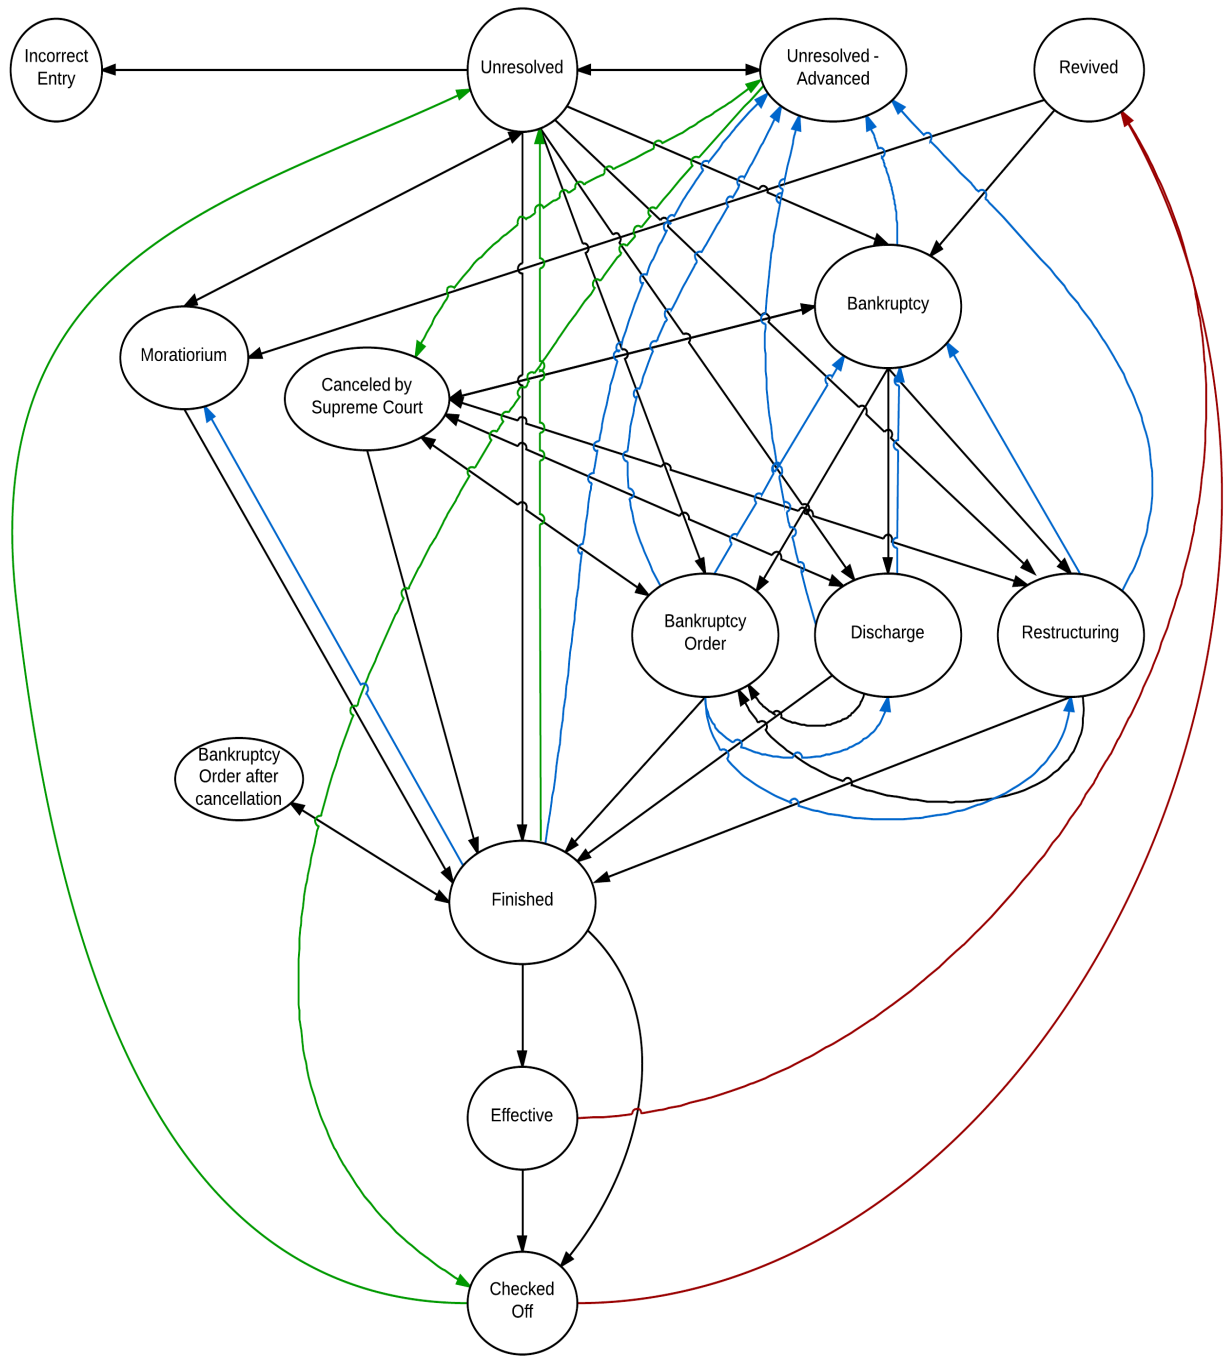 Incorrect
Entry
Unresolved
Unresolved -
Advanced
Revived
Bankruptcy
Moratiorium
Canceled by
Supreme Court
Bankruptcy
Order
Discharge
Restructuring
Bankruptcy
Order after
cancellation
Finished
Effective
Checked
Off